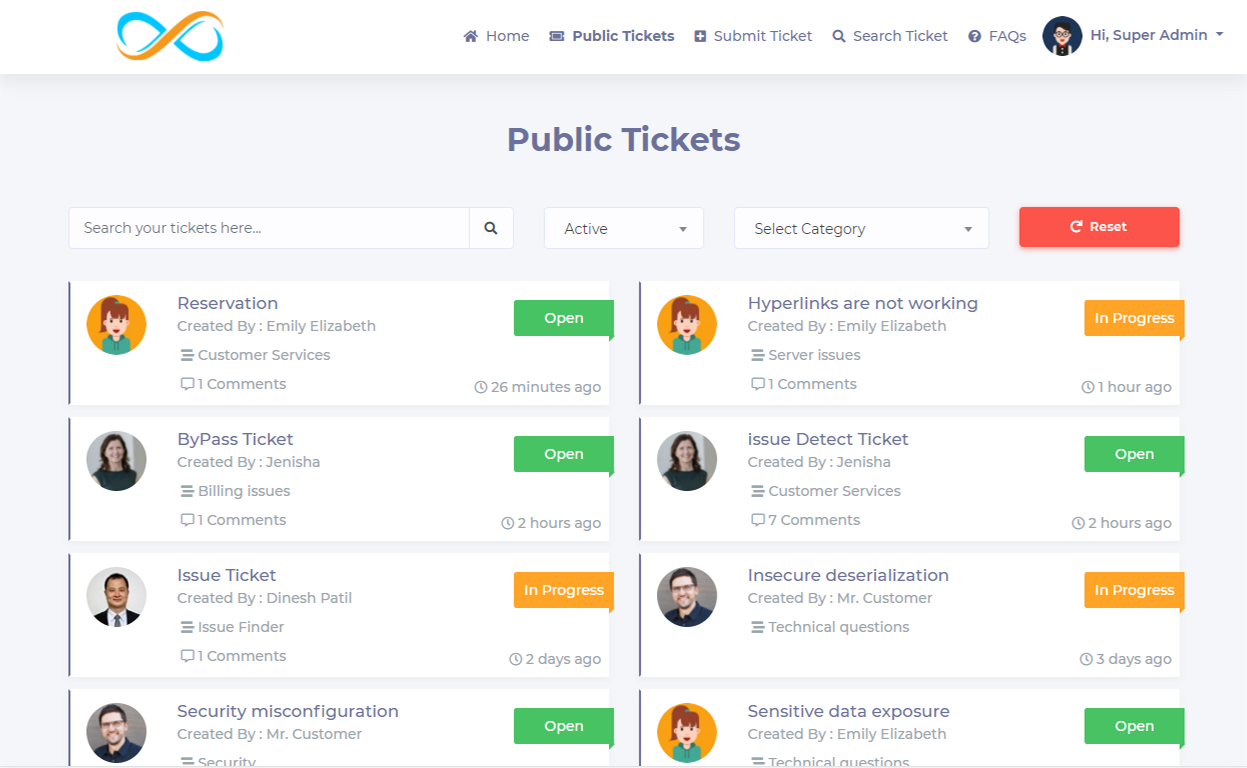 Home Public Tickets Submit Ticket Search Ticket FAQs Hi, Super Admin
Public Tickets
Search your tickets here... Active Select Category Reset
Reservation
Created By : Emily Elizabeth
Open
Customer Services
1 Comments
26 minutes ago
Hyperlinks are not working
Created By : Emily Elizabeth
In Progress
Server issues
1 Comments
1 hour ago
ByPass Ticket
Created By : Jenisha
Open
Billing issues
1 Comments
2 hours ago
issue Detect Ticket
Created By : Jenisha
Open
Customer Services
7 Comments
2 hours ago
Issue Ticket
Created By : Dinesh Patil
In Progress
Issue Finder
1 Comments
2 days ago
Insecure deserialization
Created By : Mr. Customer
In Progress
Technical questions
3 days ago
Security misconfiguration
Created By : Mr. Customer
Open
Security
Sensitive data exposure
Created By : Emily Elizabeth
Open
Technical questions